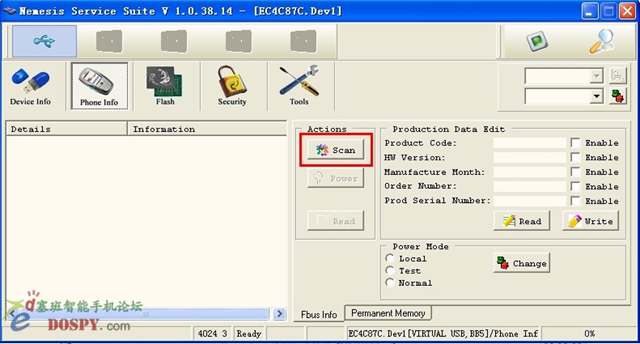 Nemesis Service Suite V 1.0.38.14 - [EC4C87C.Dev1]
Device Info
Phone Info
Flash
Security
Tools
Details Information
Actions
Scan
Power
Read
Production Data Edit
Product Code: Enable
HW Version: Enable
Manufacture Month: Enable
Order Number: Enable
Prod Serial Number: Enable
Read Write
Power Mode
Local
Test
Normal
Change
塞班智能手机论坛
DOSPY.com
Fbus Info Permanent Memory
4024 3 Ready EC4C87C.Dev1[VIRTUAL USB,BB5]/Phone Inf 0%